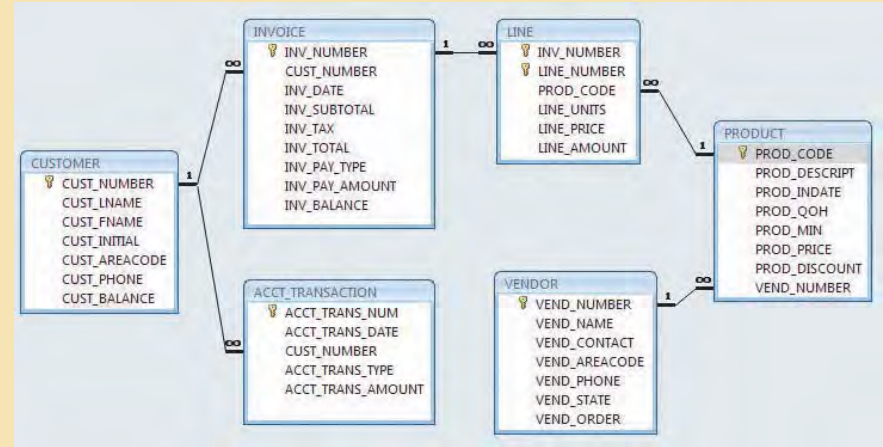 INVOICE
INV_NUMBER
CUST_NUMBER
INV_DATE
INV_SUBTOTAL
INV_TAX
INV_TOTAL
INV_PAY_TYPE
INV_PAY_AMOUNT
INV_BALANCE
1
∞
∞
LINE
INV_NUMBER
LINE_NUMBER
PROD_CODE
LINE_UNITS
LINE_PRICE
LINE_AMOUNT
∞
1
PRODUCT
PROD_CODE
PROD_DESCRIPT
PROD_INDATE
PROD_QOH
PROD_MIN
PROD_PRICE
PROD_DISCOUNT
VEND_NUMBER
CUSTOMER
CUST_NUMBER
CUST_LNAME
CUST_FNAME
CUST_INITIAL
CUST_AREACODE
CUST_PHONE
CUST_BALANCE
1
∞
ACCT_TRANSACTION
ACCT_TRANS_NUM
ACCT_TRANS_DATE
CUST_NUMBER
ACCT_TRANS_TYPE
ACCT_TRANS_AMOUNT
VENDOR
VEND_NUMBER
VEND_NAME
VEND_CONTACT
VEND_AREACODE
VEND_PHONE
VEND_STATE
VEND_ORDER
1
∞